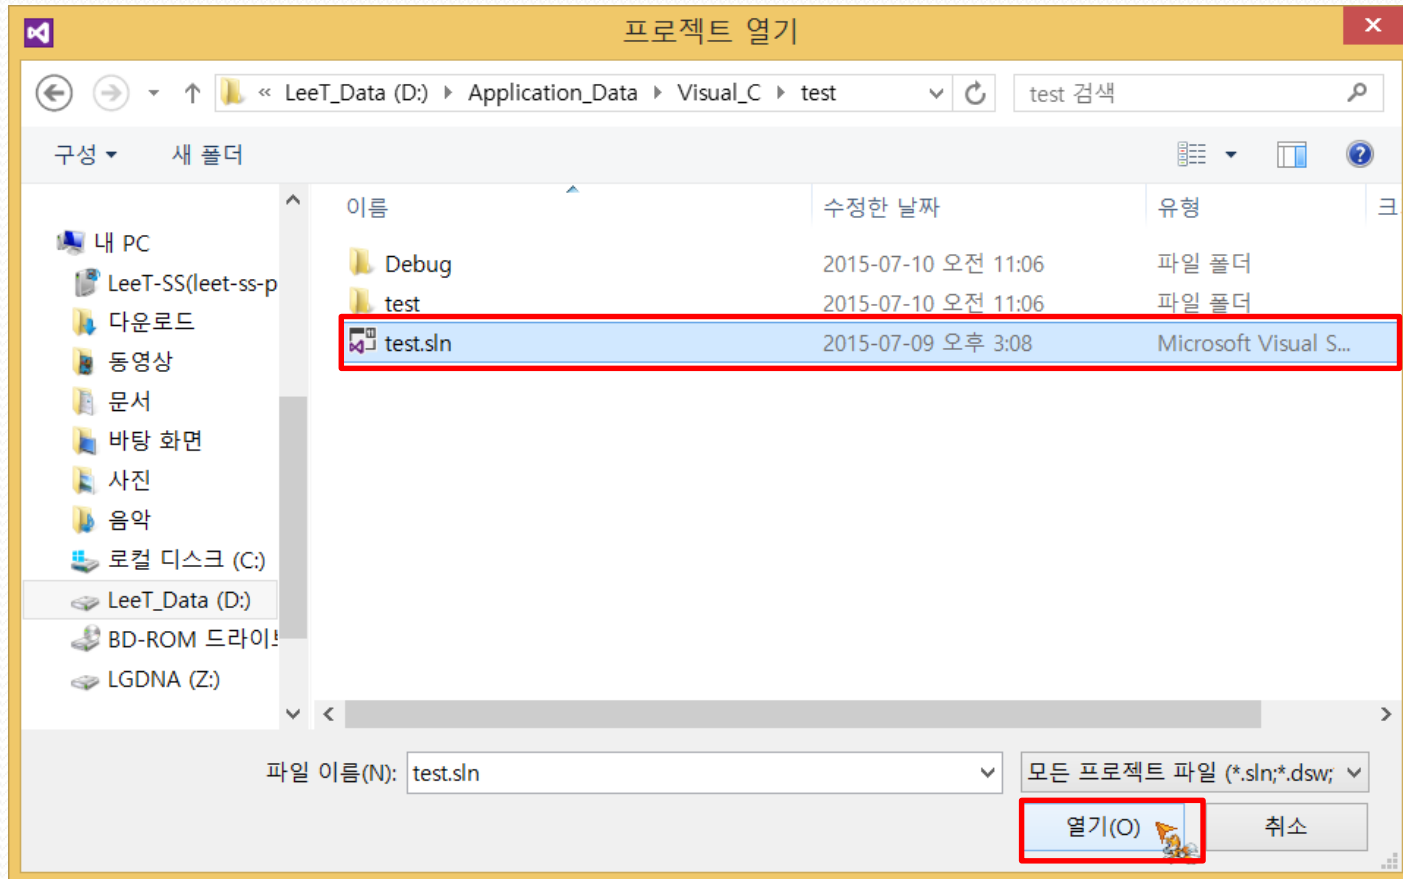 프로젝트 열기
« LeeT_Data (D:) Application_Data Visual_C test
test 검색
구성 새 폴더
이름 수정한 날짜 유형 크
내 PC
LeeT-SS(leet-ss-p
다운로드
동영상
문서
바탕 화면
사진
음악
로컬 디스크 (C:)
LeeT_Data (D:)
BD-ROM 드라이브
LGDNA (Z:)
Debug 2015-07-10 오전 11:06 파일 폴더
test 2015-07-10 오전 11:06 파일 폴더
test.sln 2015-07-09 오후 3:08 Microsoft Visual S...
파일 이름(N): test.sln 모든 프로젝트 파일 (*.sln;*.dsw;
열기(O) 취소